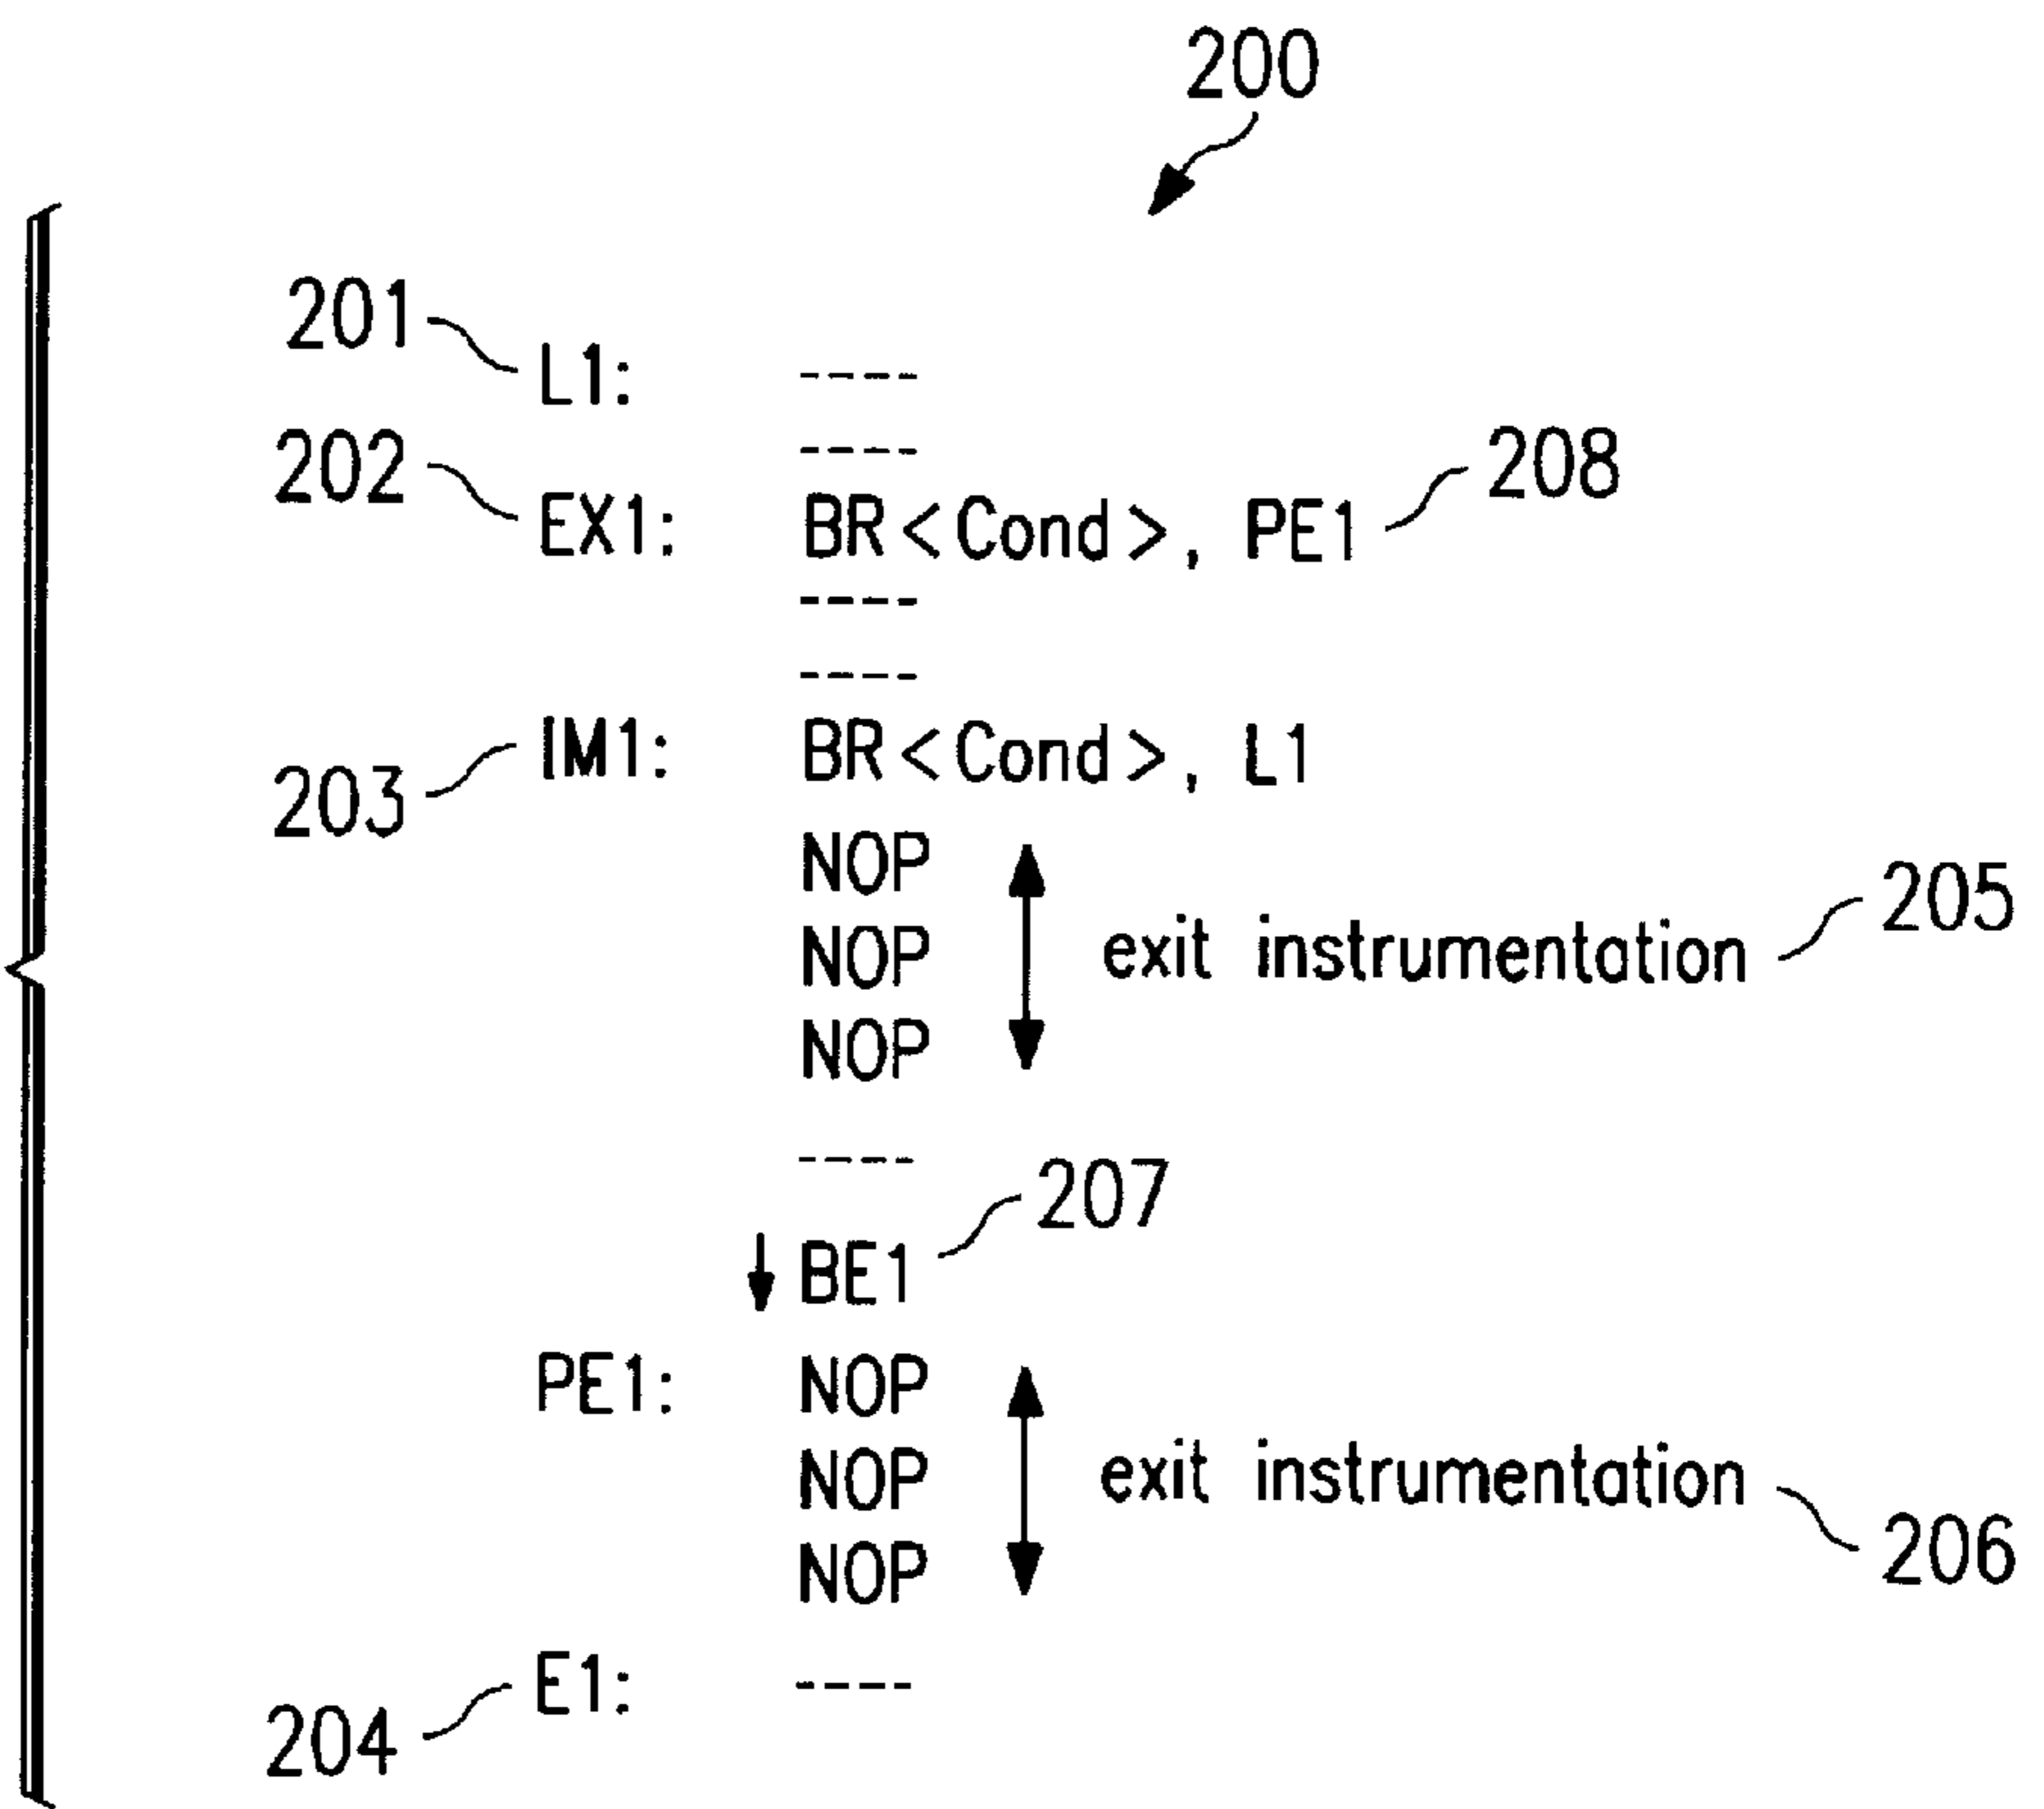 200
201 L1: ----
----
202 EX1: BR<Cond>, PE1 208
----
----
203 IM1: BR<Cond>, L1
NOP
NOP exit instrumentation 205
NOP
----
BE1 207
PE1: NOP
NOP exit instrumentation 206
NOP
204 E1: ----